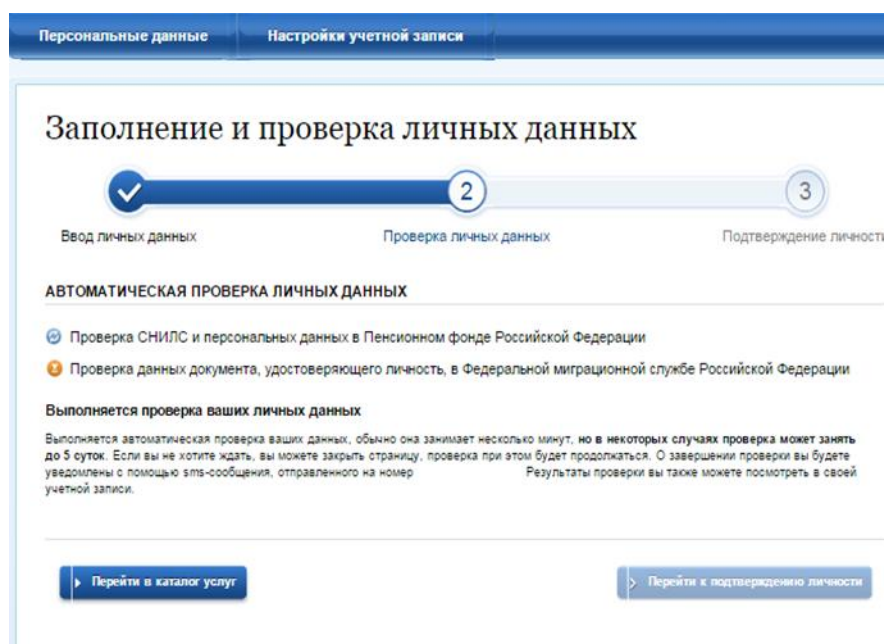 Персональные данные Настройки учетной записи
Заполнение и проверка личных данных
2 3
Ввод личных данных Проверка личных данных Подтверждение личности
АВТОМАТИЧЕСКАЯ ПРОВЕРКА ЛИЧНЫХ ДАННЫХ
Проверка СНИЛС и персональных данных в Пенсионном фонде Российской Федерации
Проверка данных документа, удостоверяющего личность, в Федеральной миграционной службе Российской Федерации
Выполняется проверка ваших личных данных
Выполняется автоматическая проверка ваших данных, обычно она занимает несколько минут, но в некоторых случаях проверка может занять
до 5 суток. Если вы не хотите ждать, вы можете закрыть страницу, проверка при этом будет продолжаться. О завершении проверки вы будете
уведомлены с помощью sms-сообщения, отправленного на номер Результаты проверки вы также можете посмотреть в своей
учетной записи.
Перейти в каталог услуг Перейти к подтверждению личности